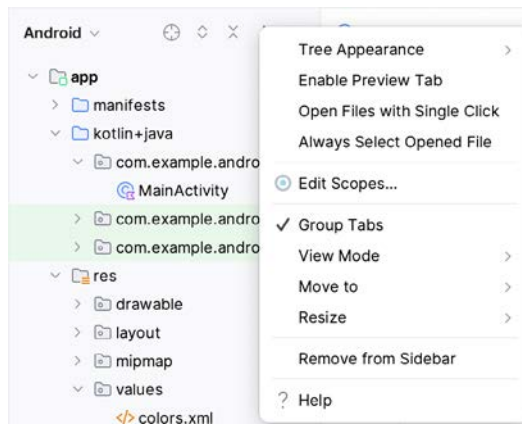 Android
app
manifests
kotlin+java
com.example.andro
MainActivity
com.example.andro
com.example.andro
res
drawable
layout
mipmap
values
colors.xml
Tree Appearance
Enable Preview Tab
Open Files with Single Click
Always Select Opened File
Edit Scopes...
Group Tabs
View Mode
Move to
Resize
Remove from Sidebar
? Help